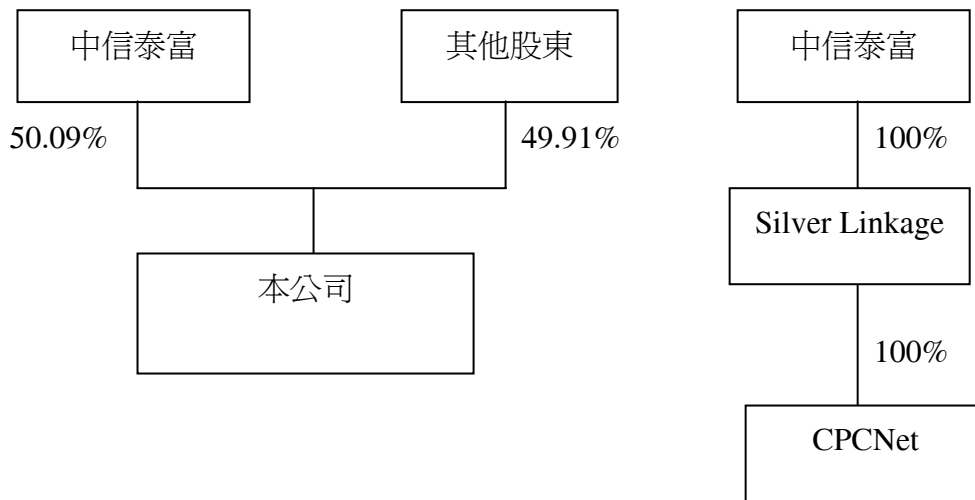 中信泰富
其他股東
中信泰富
50.09%
49.91%
100%
Silver Linkage
本公司
100%
CPCNet